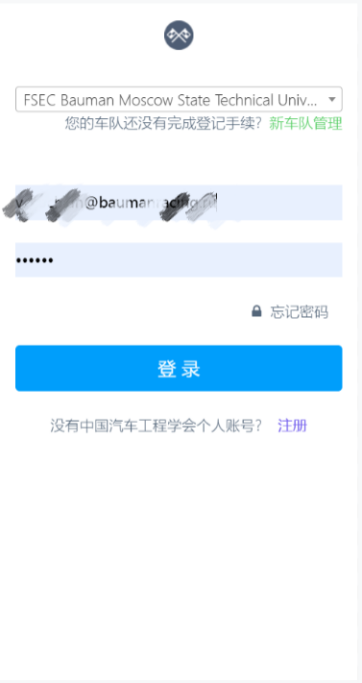 FSEC Bauman Moscow State Technical Univ...
您的车队还没有完成登记手续? 新车队管理
@bauman
••••••
忘记密码
登 录
没有中国汽车工程学会个人账号? 注册